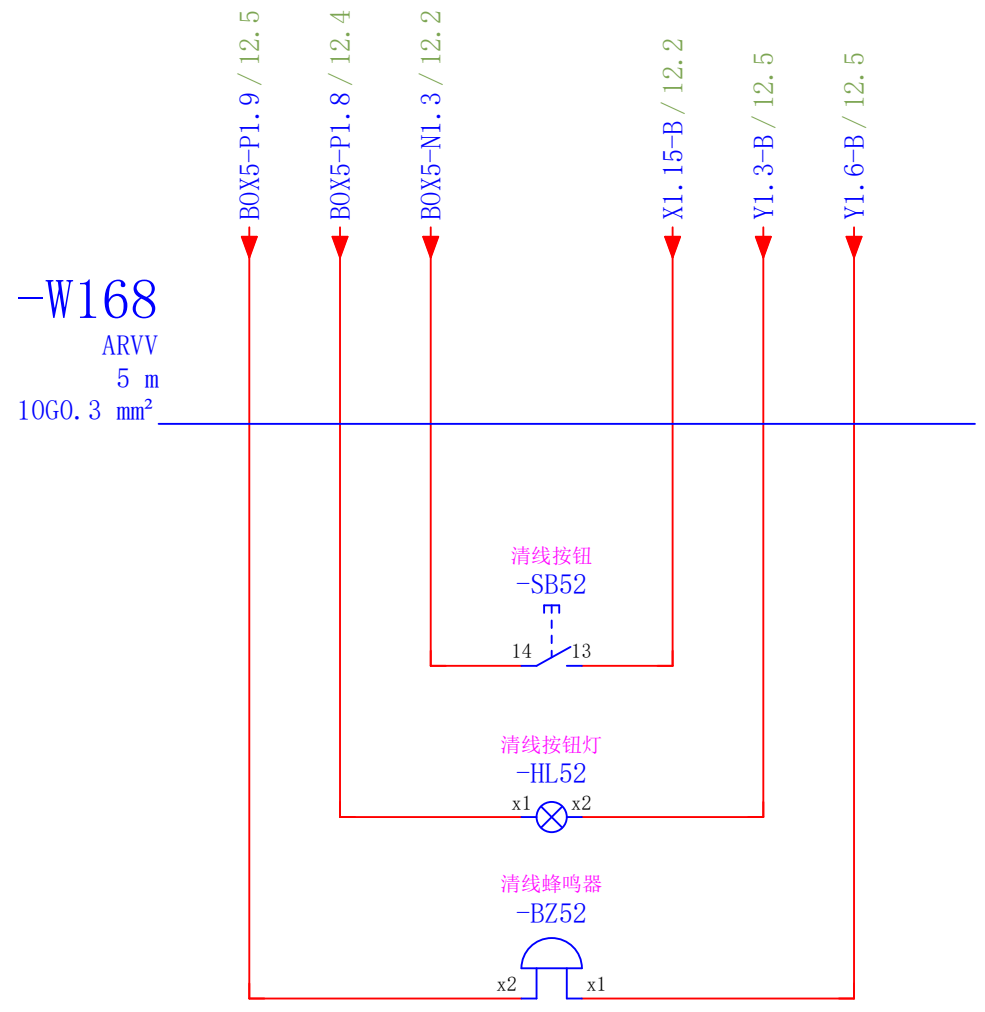 BOX5-P1.9/12.5
BOX5-P1.8/12.4
BOX5-N1.3/12.2
X1.15-B/12.2
Y1.3-B/12.5
Y1.6-B/12.5
-W168
ARVV
5 m
10G0.3 mm²
清线按钮
-SB52
14 13
清线按钮灯
-HL52
x1 x2
清线蜂鸣器
-BZ52
x2 x1